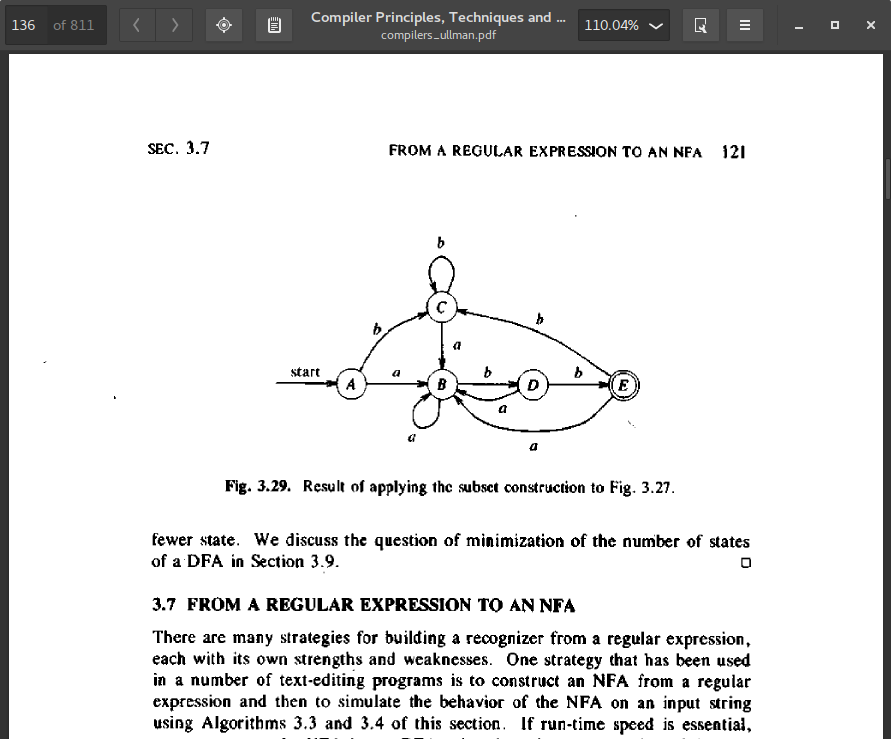 136 of 811
Compiler Principles, Techniques and ...
compilers_ullman.pdf
110.04%
SEC. 3.7
FROM A REGULAR EXPRESSION TO AN NFA 121
b
C
b
b
a
start
A
a
B
b
D
b
E
a
a
a
Fig. 3.29. Result of applying the subset construction to Fig. 3.27.
fewer state. We discuss the question of minimization of the number of states
of a DFA in Section 3.9.
3.7 FROM A REGULAR EXPRESSION TO AN NFA
There are many strategies for building a recognizer from a regular expression,
each with its own strengths and weaknesses. One strategy that has been used
in a number of text-editing programs is to construct an NFA from a regular
expression and then to simulate the behavior of the NFA on an input string
using Algorithms 3.3 and 3.4 of this section. If run-time speed is essential,